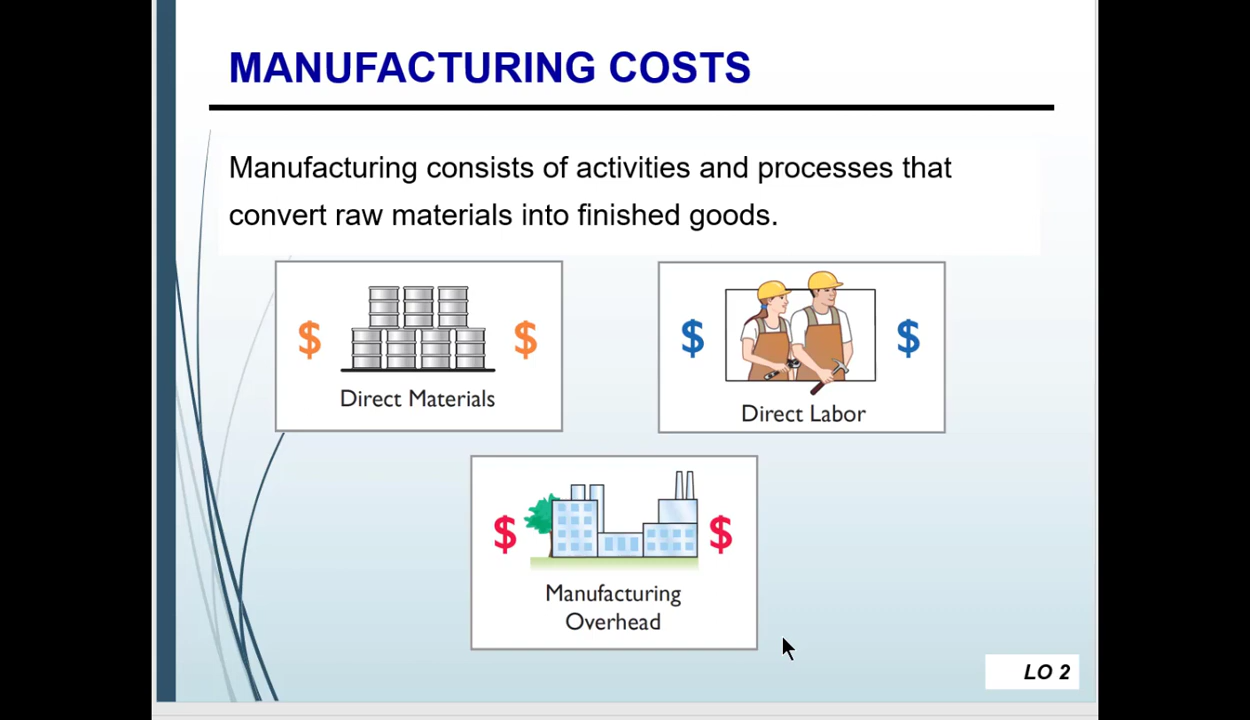 MANUFACTURING COSTS
Manufacturing consists of activities and processes that
convert raw materials into finished goods.
$ $
Direct Materials
$ $
Direct Labor
$ $
Manufacturing
Overhead
LO 2